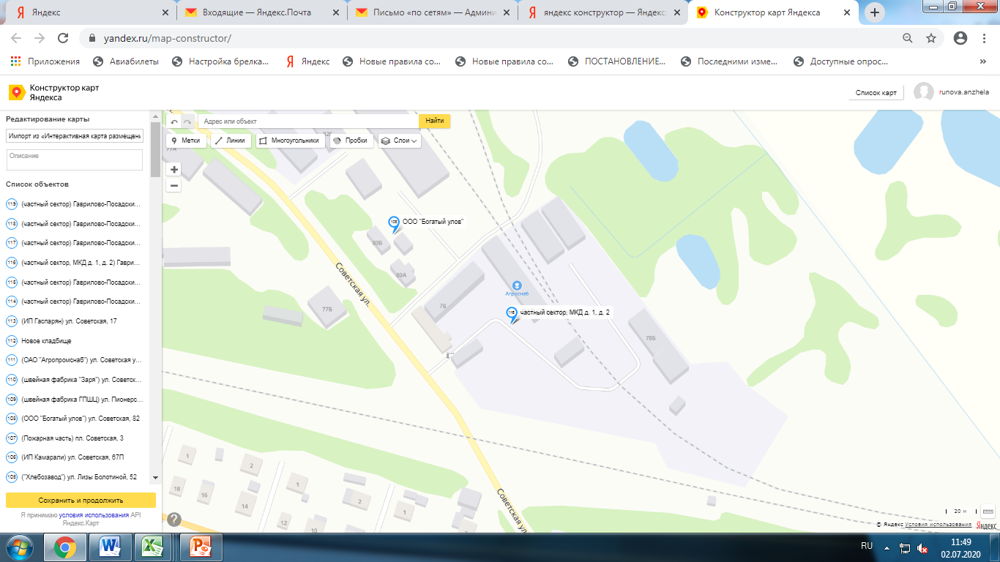 Яндекс
Входящие — Яндекс.Почта
Письмо «по сетям» — Админи
яндекс конструктор — Яндекс:
Конструктор карт Яндекса
yandex.ru/map-constructor/
Приложения
Авиабилеты
Настройка брелка...
Яндекс
Новые правила со...
Новые правила со...
ПОСТАНОВЛЕНИЕ...
Последними изме...
Доступные опрос...
»
Конструктор карт
Яндекса
Список карт
runova.anzhela
Редактирование карты
Импорт из «Интерактивная карта размещени
Описание
Список объектов
119 (частный сектор) Гаврилово-Посадски...
118 (частный сектор) Гаврилово-Посадски...
117 (частный сектор) Гаврилово-Посадски...
116 (частный сектор, МКД д. 1, д. 2) Гаври...
115 (частный сектор) Гаврилово-Посадски...
114 (частный сектор) Гаврилово-Посадски...
113 (ИП Гаспарян) ул. Советская, 17
112 Новое кладбище
111 (ОАО "Агропромснаб") ул. Советская у...
110 (швейная фабрика "Заря") ул. Советск...
109 (швейная фабрика ГПШЦ) ул. Пионерс...
108 (ООО "Богатый улов") ул. Советская, 82
107 (Пожарная часть) пл. Советская, 3
106 (ИП Камарали) ул. Советская, 67П
105 ("Хлебозавод") ул. Лизы Болотиной, 52
Сохранить и продолжить
Я принимаю условия использования API
Яндекс.Карт
Адрес или объект
Найти
Метки
Линии
Многоугольники
Пробки
Слои
77А
ООО "Богатый улов"
80Б
80А
Советская ул.
78
77Б
Агроснаб
частный сектор, МКД д. 1, д. 2
78Б
1
2
18
16
14
1
12
10
2
1
Советская ул.
?
20 м
© Яндекс Условия использования
Яндекс
RU
11:49
02.07.2020